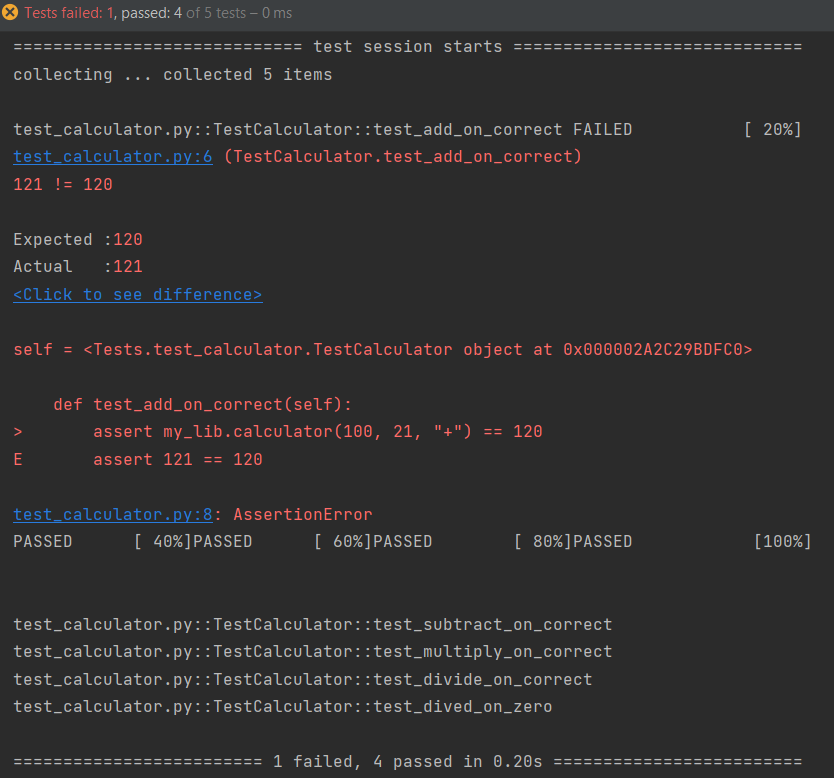 Tests failed: 1, passed: 4 of 5 tests – 0 ms
============================= test session starts =============================
collecting ... collected 5 items
test_calculator.py::TestCalculator::test_add_on_correct FAILED           [ 20%]
test_calculator.py:6 (TestCalculator.test_add_on_correct)
121 != 120
Expected :120
Actual   :121
<Click to see difference>
self = <Tests.test_calculator.TestCalculator object at 0x000002A2C29BDFC0>
    def test_add_on_correct(self):
>       assert my_lib.calculator(100, 21, "+") == 120
E       assert 121 == 120
test_calculator.py:8: AssertionError
PASSED      [ 40%]PASSED      [ 60%]PASSED        [ 80%]PASSED            [100%]
test_calculator.py::TestCalculator::test_subtract_on_correct
test_calculator.py::TestCalculator::test_multiply_on_correct
test_calculator.py::TestCalculator::test_divide_on_correct
test_calculator.py::TestCalculator::test_dived_on_zero
========================= 1 failed, 4 passed in 0.20s =========================